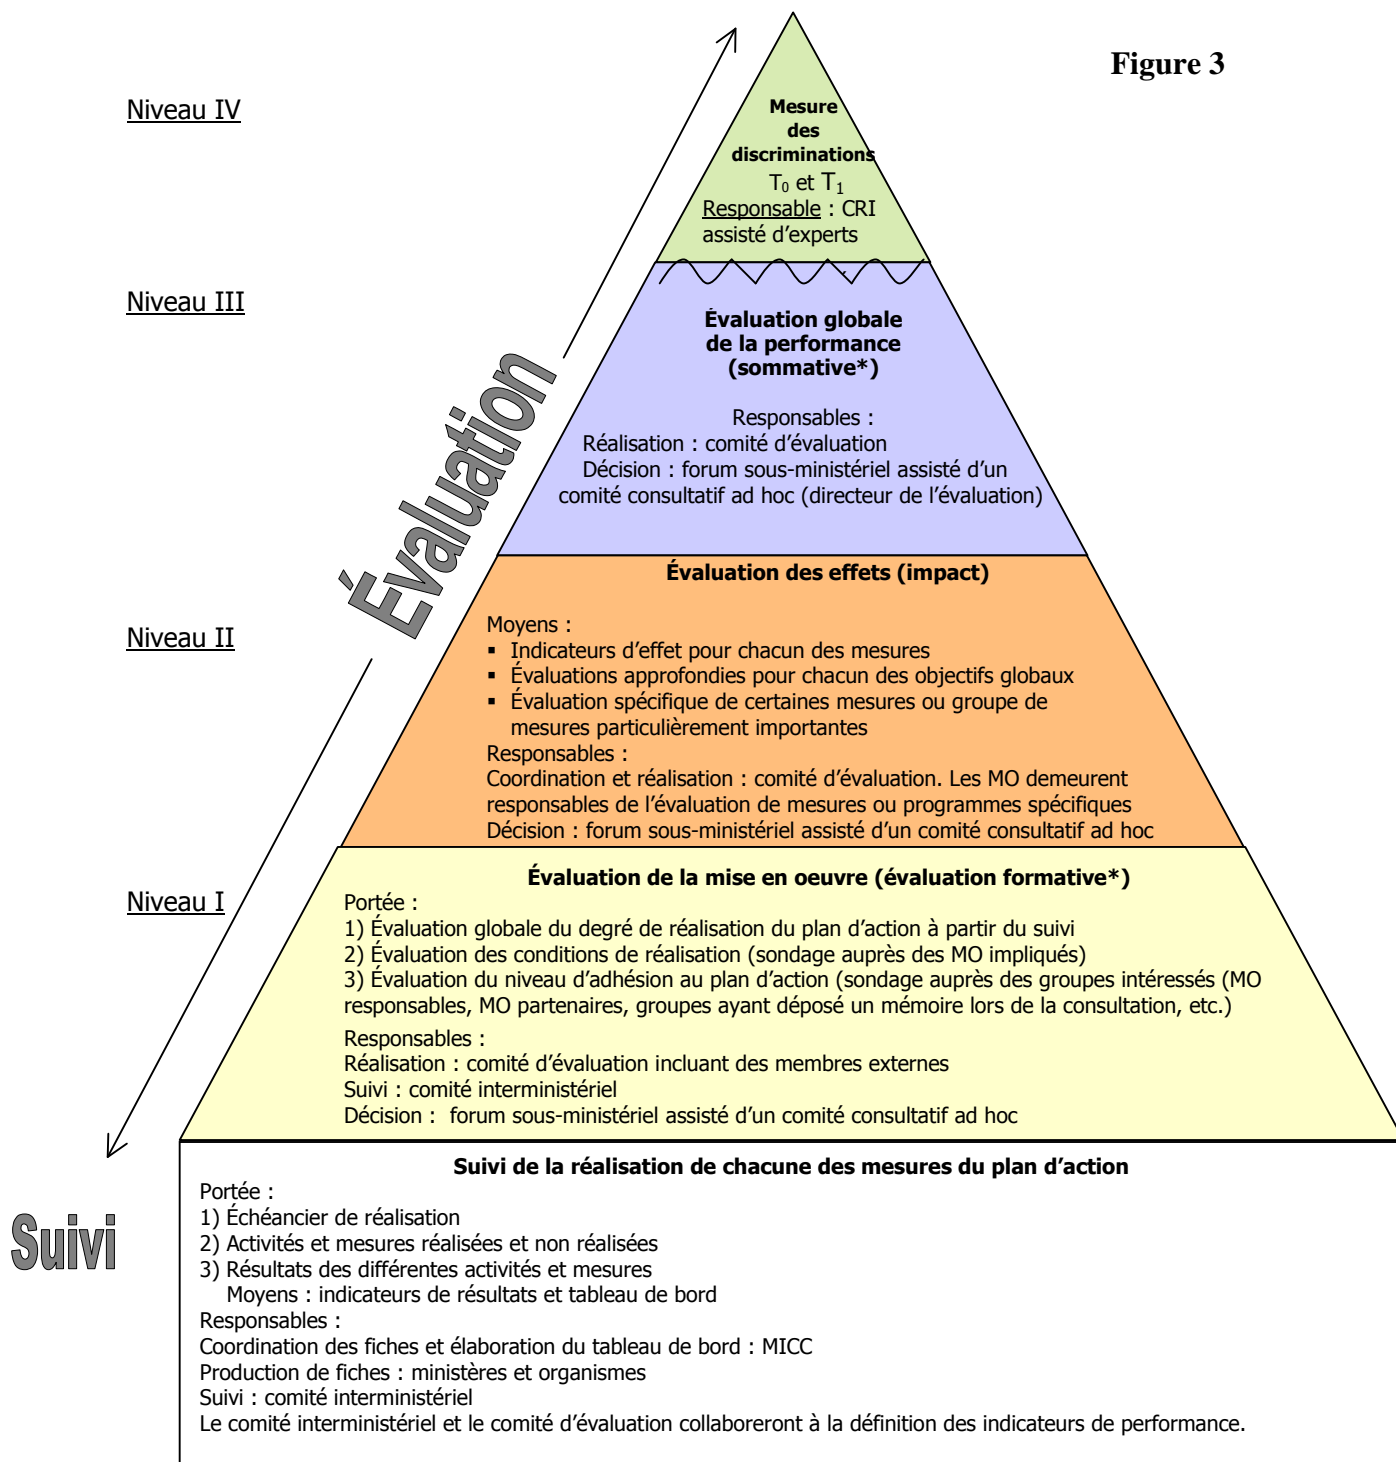 Figure 3
Niveau IV
Mesure
des
discriminations
T0 et T1
Responsable : CRI
assisté d’experts
Niveau III
Évaluation globale
de la performance
(sommative*)
Responsables :
Réalisation : comité d’évaluation
Décision : forum sous-ministériel assisté d’un
comité consultatif ad hoc (directeur de l’évaluation)
Évaluation
Niveau II
Évaluation des effets (impact)
Moyens :
▪ Indicateurs d’effet pour chacun des mesures
▪ Évaluations approfondies pour chacun des objectifs globaux
▪ Évaluation spécifique de certaines mesures ou groupe de
mesures particulièrement importantes
Responsables :
Coordination et réalisation : comité d’évaluation. Les MO demeurent
responsables de l’évaluation de mesures ou programmes spécifiques
Décision : forum sous-ministériel assisté d’un comité consultatif ad hoc
Niveau I
Évaluation de la mise en oeuvre (évaluation formative*)
Portée :
1) Évaluation globale du degré de réalisation du plan d’action à partir du suivi
2) Évaluation des conditions de réalisation (sondage auprès des MO impliqués)
3) Évaluation du niveau d’adhésion au plan d’action (sondage auprès des groupes intéressés (MO
responsables, MO partenaires, groupes ayant déposé un mémoire lors de la consultation, etc.)
Responsables :
Réalisation : comité d’évaluation incluant des membres externes
Suivi : comité interministériel
Décision : forum sous-ministériel assisté d’un comité consultatif ad hoc
Suivi
Suivi de la réalisation de chacune des mesures du plan d’action
Portée :
1) Échéancier de réalisation
2) Activités et mesures réalisées et non réalisées
3) Résultats des différentes activités et mesures
Moyens : indicateurs de résultats et tableau de bord
Responsables :
Coordination des fiches et élaboration du tableau de bord : MICC
Production de fiches : ministères et organismes
Suivi : comité interministériel
Le comité interministériel et le comité d’évaluation collaboreront à la définition des indicateurs de performance.